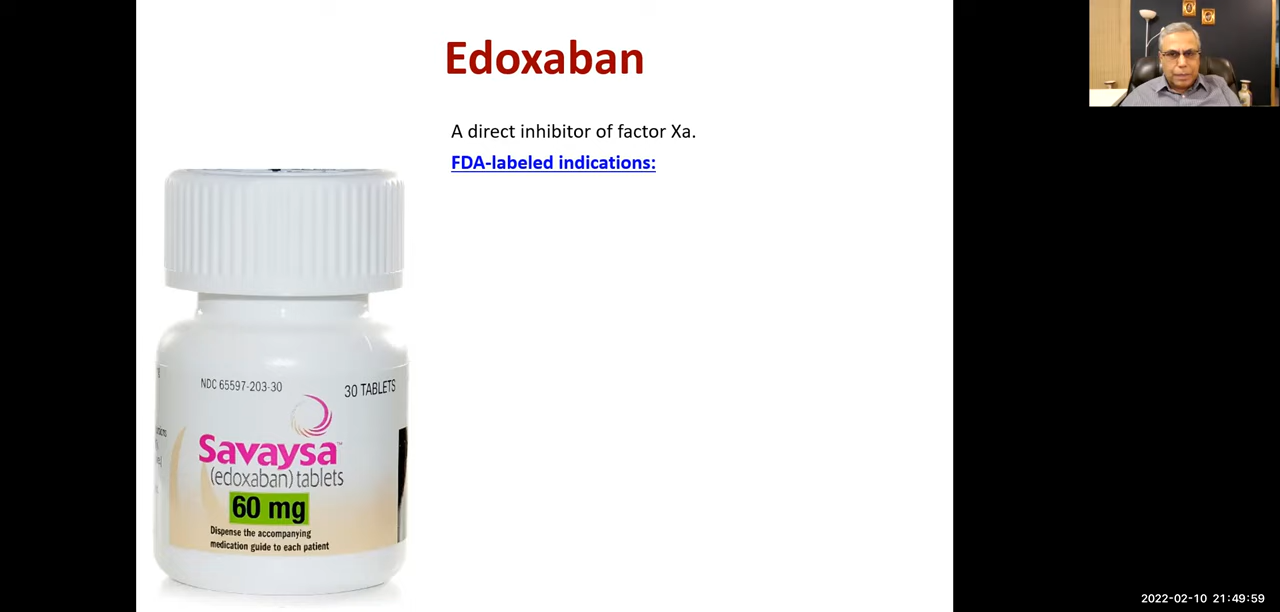 Edoxaban
A direct inhibitor of factor Xa.
FDA-labeled indications:
NDC 65597-203-30
30 TABLETS
Savaysa™
(edoxaban) tablets
60 mg
Dispense the accompanying
medication guide to each patient
2022-02-10 21:49:59